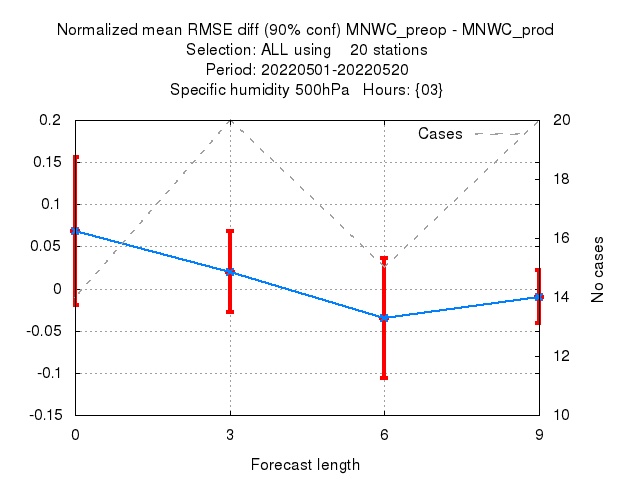 Normalized mean RMSE diff (90% conf) MNWC_preop - MNWC_prod
Selection: ALL using    20 stations
Period: 20220501-20220520
Specific humidity 500hPa   Hours: {03}
Cases
0.2
0.15
0.1
0.05
0
-0.05
-0.1
-0.15
20
18
16
14
12
10
No cases
0 3 6 9
Forecast length